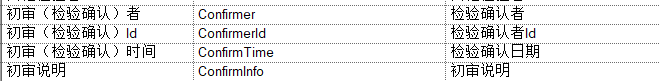 初审（检验确认）者 Confirmer 检验确认者
初审（检验确认）Id ConfirmerId 检验确认者Id
初审（检验确认）时间 ConfirmTime 检验确认日期
初审说明 ConfirmInfo 初审说明